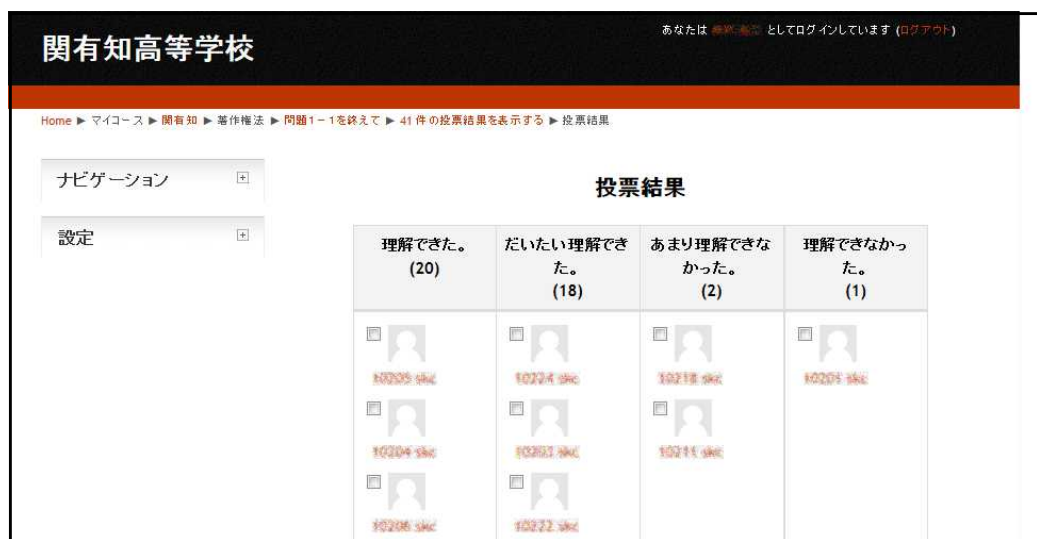 関有知高等学校
あなたは としてログインしています (ログアウト)
Home ► マイコース ► 関有知 ► 著作権法 ► 問題1-1を終えて ► 41 件の投票結果を表示する ► 投票結果
ナビゲーション
設定
投票結果
理解できた。
(20)
だいたい理解でき
た。
(18)
あまり理解できな
かった。
(2)
理解できなかっ
た。
(1)